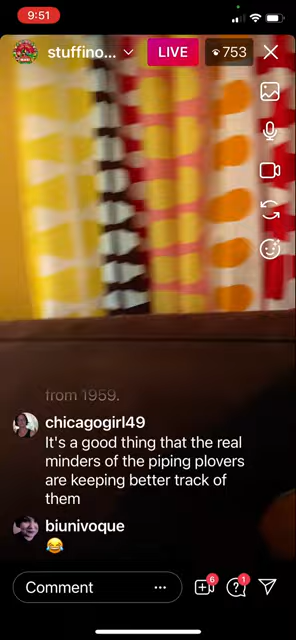 9:51
stuffino...
LIVE
753
from 1959.
chicagogirl49
It's a good thing that the real
minders of the piping plovers
are keeping better track of
them
biunivoque
😂
Comment
6
1